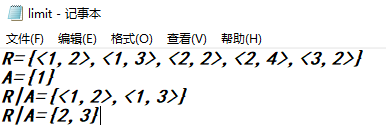 limit - 记事本
文件(F) 编辑(E) 格式(O) 查看(V) 帮助(H)
R={<1, 2>, <1, 3>, <2, 2>, <2, 4>, <3, 2>}
A={1}
R|A={<1, 2>, <1, 3>}
R|A={2, 3}